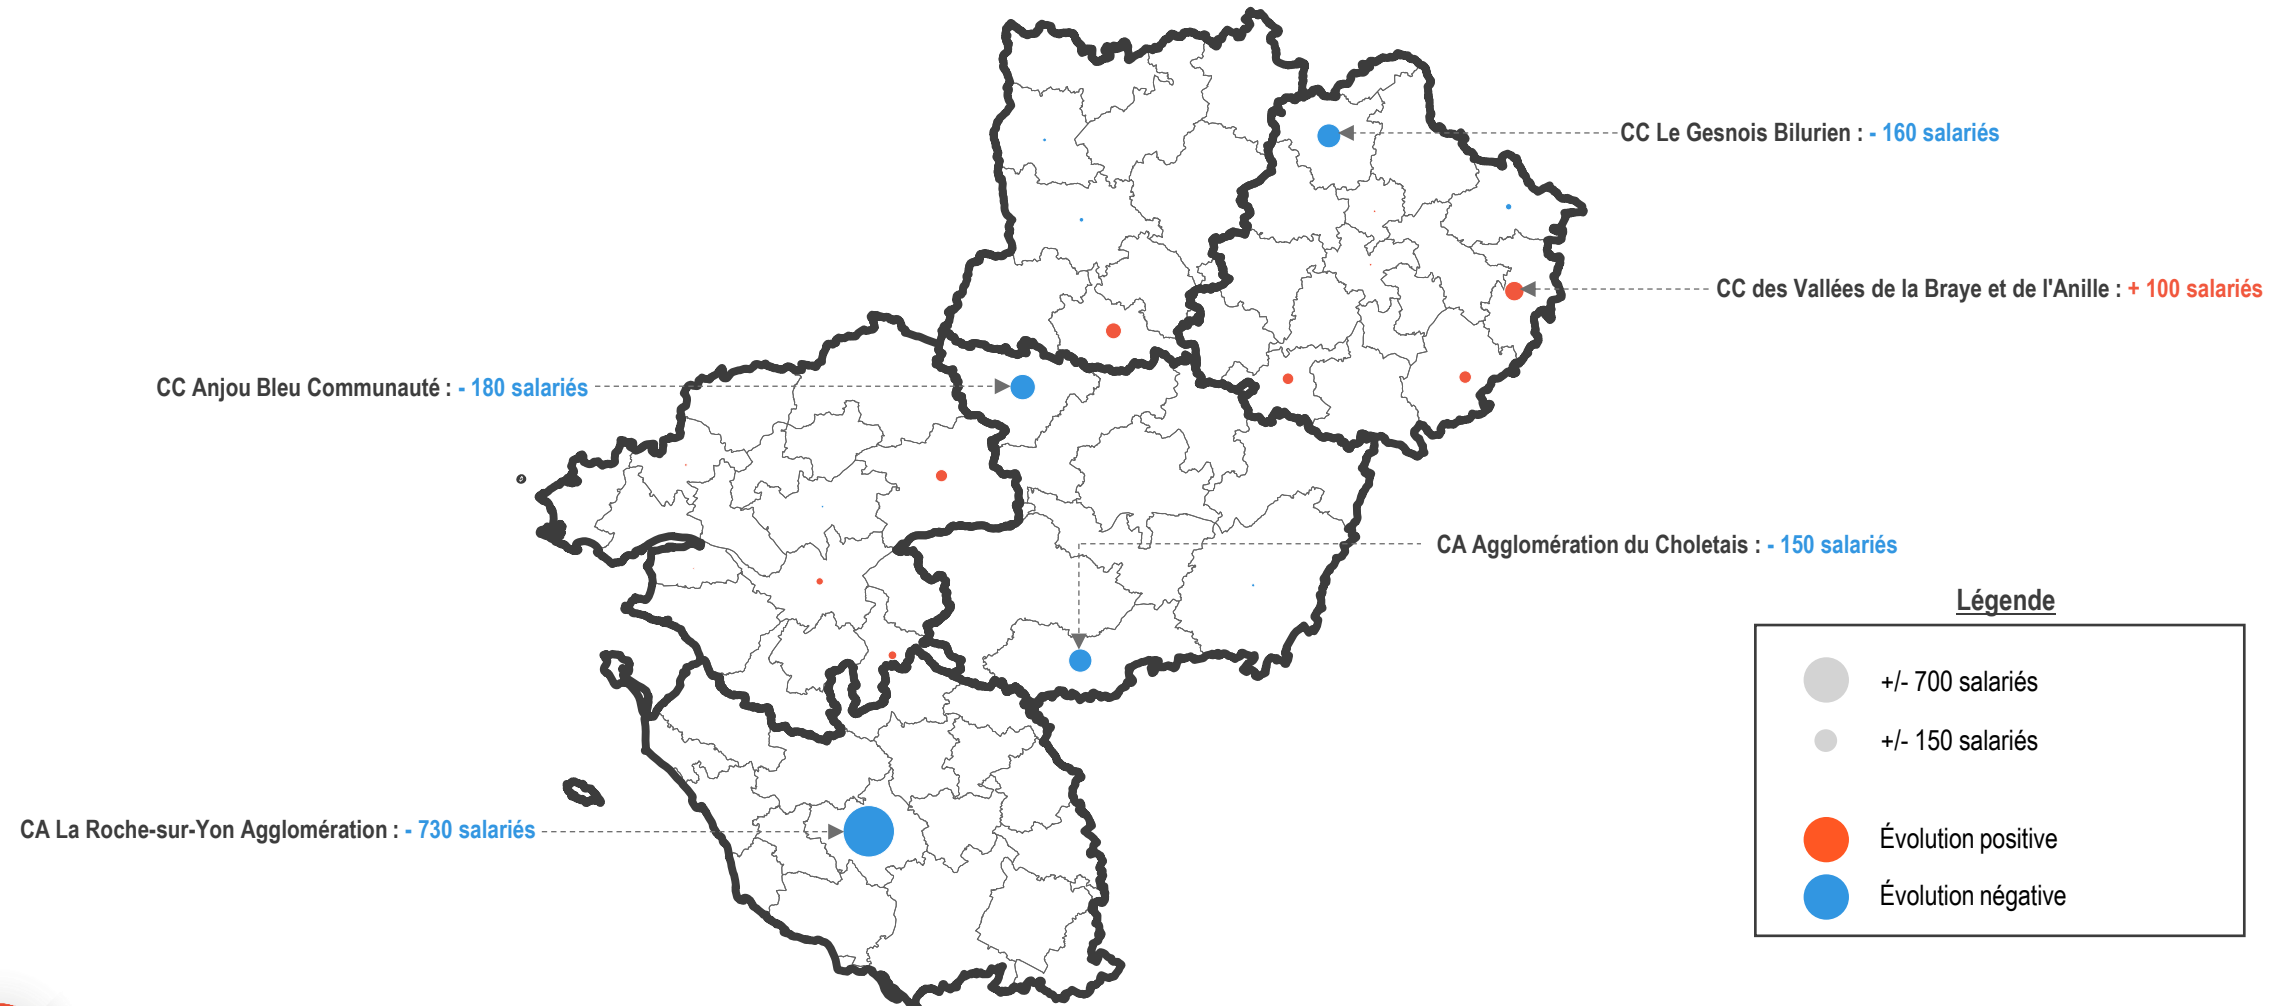 CC Le Gesnois Bilurien : - 160 salariés
CC des Vallées de la Braye et de l'Anille : + 100 salariés
CC Anjou Bleu Communauté : - 180 salariés
CA Agglomération du Choletais : - 150 salariés
CA La Roche-sur-Yon Agglomération : - 730 salariés
Légende
+/- 700 salariés
+/- 150 salariés
Évolution positive
Évolution négative